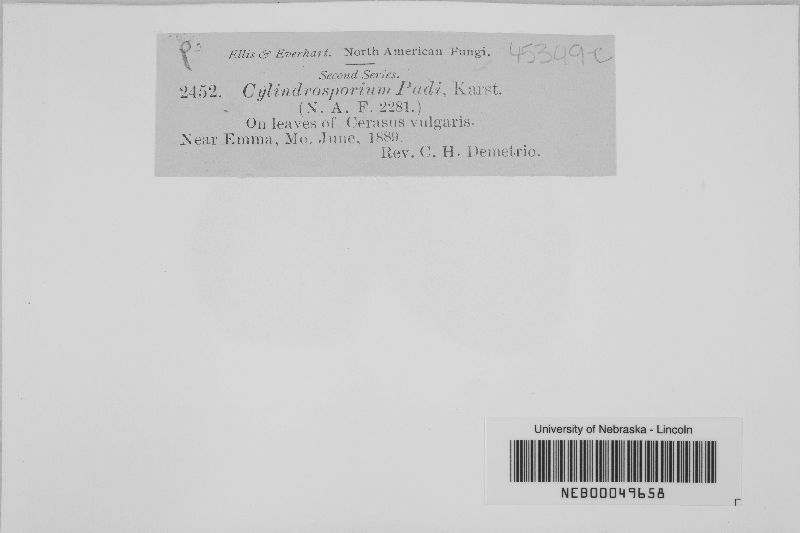 P
Ellis & Everhart. North American Fungi. 45309-c
Second Series.
2452. Cylindrosporium Padi, Karst.
(N. A. F. 2281.)
On leaves of Cerasus vulgaris.
Near Emma, Mo. June, 1889.
Rev. C. H. Demetrio.
University of Nebraska - Lincoln
NEB00049658